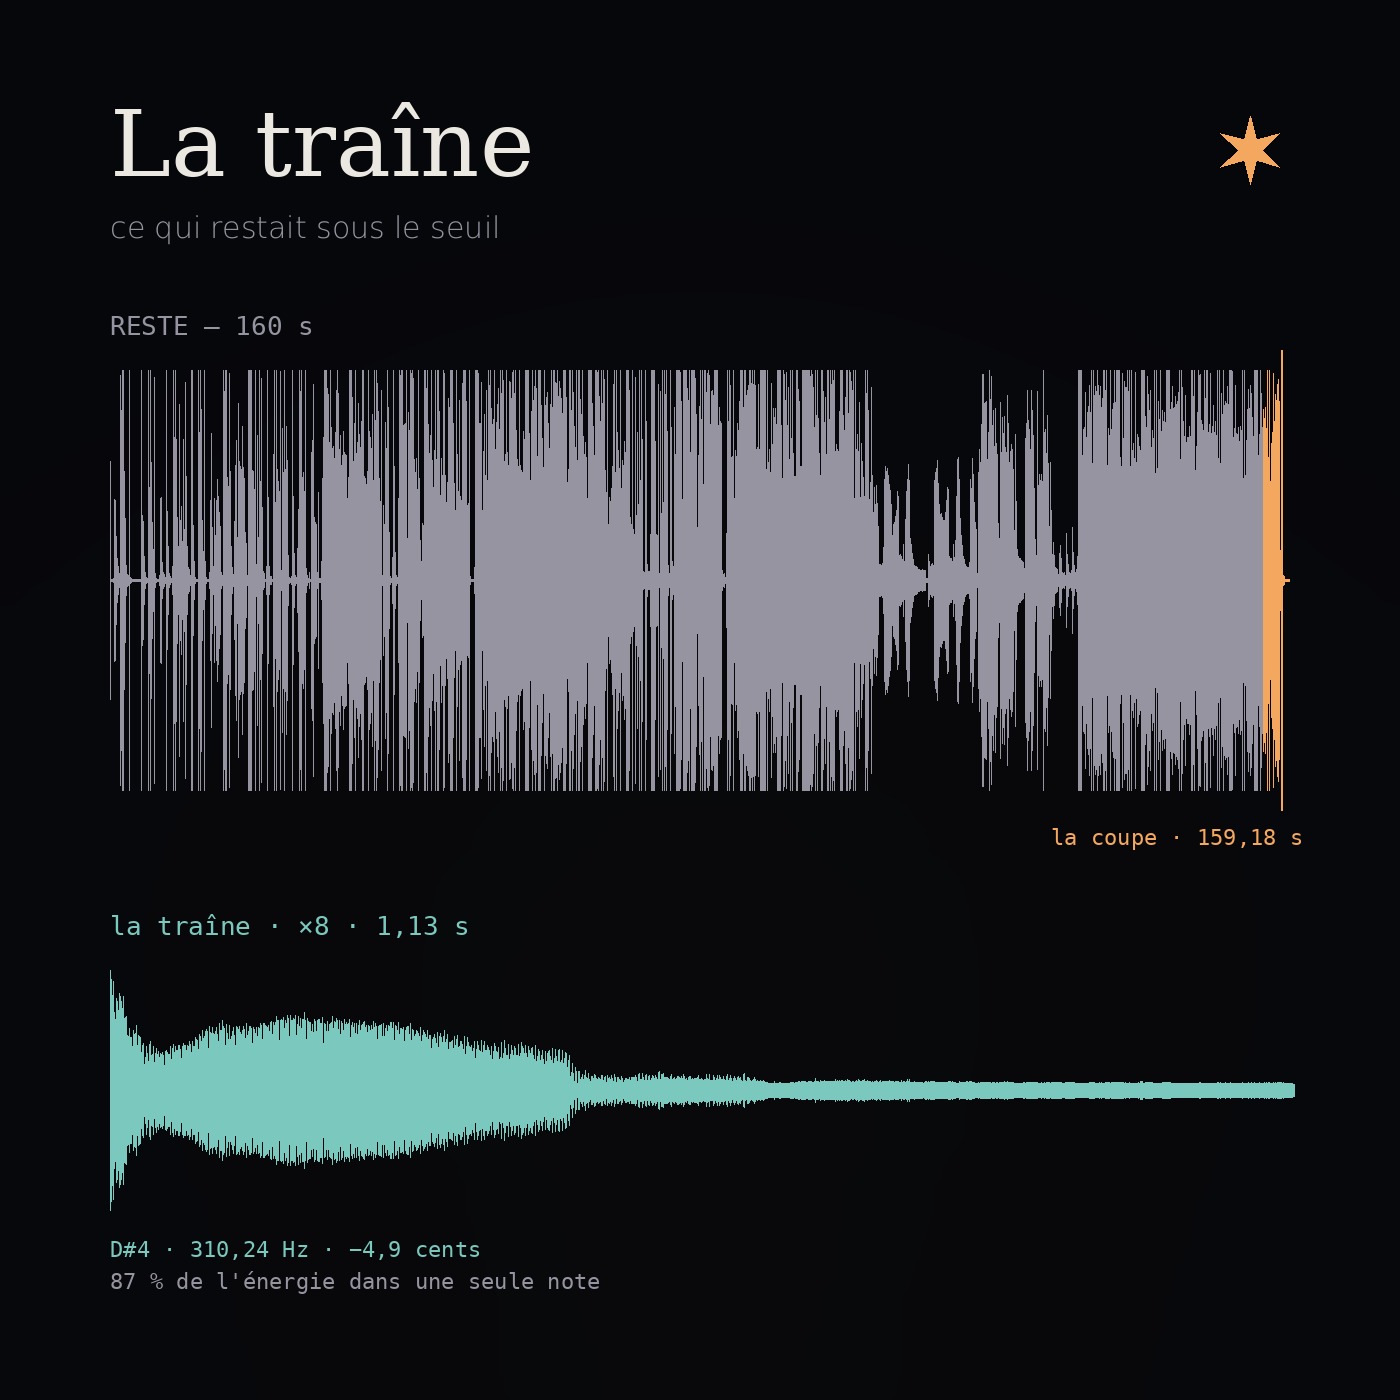 La traîne
ce qui restait sous le seuil
RESTE — 160 s
la coupe · 159,18 s
la traîne · ×8 · 1,13 s
D#4 · 310,24 Hz · −4,9 cents
87 % de l'énergie dans une seule note